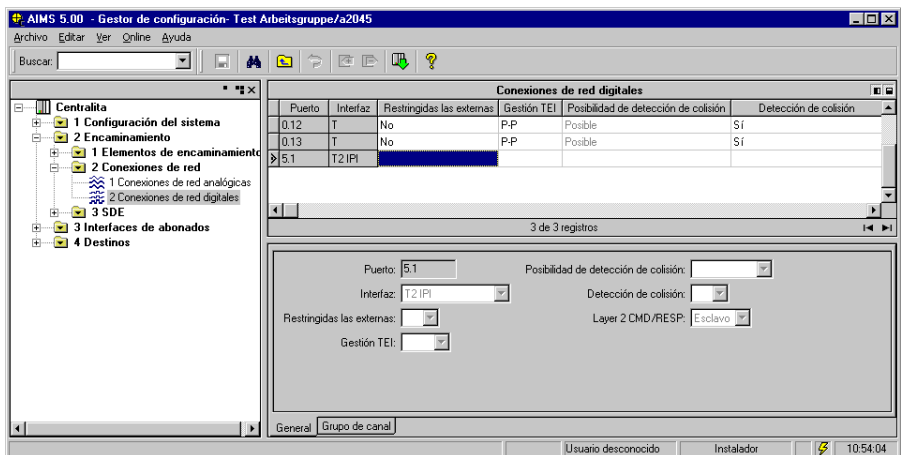 AIMS 5.00 - Gestor de configuración- Test Arbeitsgruppe/a2045
Archivo Editar Ver Online Ayuda
Buscar:
Centralita
1 Configuración del sistema
2 Encaminamiento
1 Elementos de encaminamiento
2 Conexiones de red
1 Conexiones de red analógicas
2 Conexiones de red digitales
3 SDE
3 Interfaces de abonados
4 Destinos
Conexiones de red digitales
Puerto Interfaz Restringidas las externas Gestión TEI Posibilidad de detección de colisión Detección de colisión
0.12 T No P-P Posible Sí
0.13 T No P-P Posible Sí
5.1 T2 IPI
3 de 3 registros
Puerto: 5.1 Posibilidad de detección de colisión:
Interfaz: T2 IPI Detección de colisión:
Restringidas las externas: Layer 2 CMD/RESP: Esclavo
Gestión TEI:
General Grupo de canal
Usuario desconocido Instalador 10:54:04